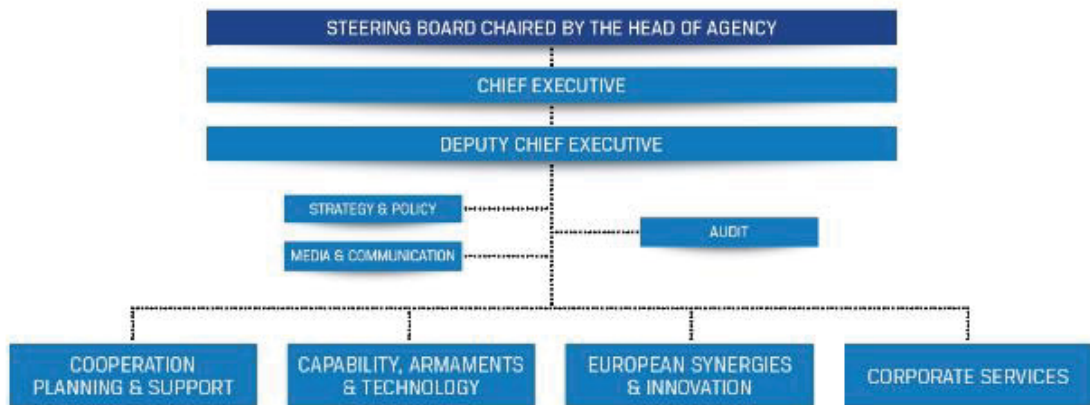 STEERING BOARD CHAIRED BY THE HEAD OF AGENCY
CHIEF EXECUTIVE
DEPUTY CHIEF EXECUTIVE
STRATEGY & POLICY
AUDIT
MEDIA & COMMUNICATION
COOPERATION
PLANNING & SUPPORT
CAPABILITY, ARMAMENTS
& TECHNOLOGY
EUROPEAN SYNERGIES
& INNOVATION
CORPORATE SERVICES